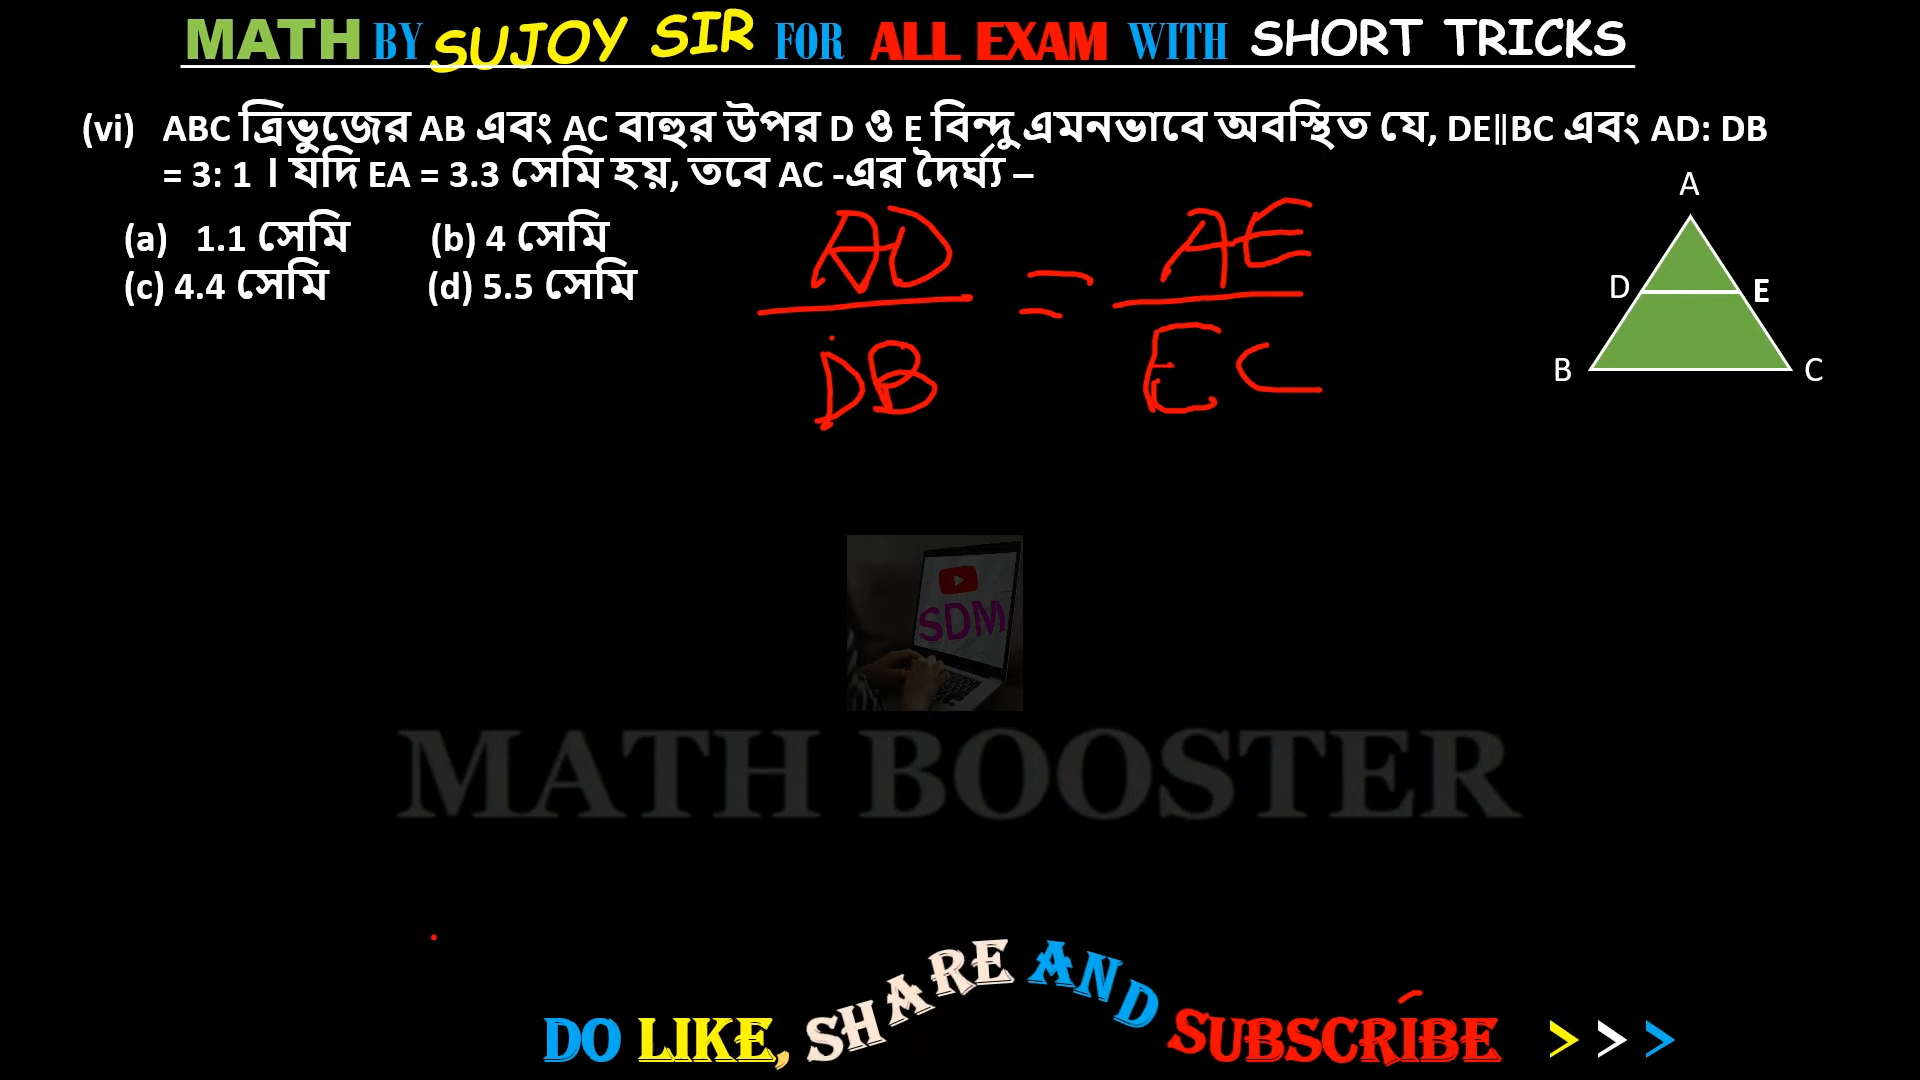 MATH BY SUJOY SIR FOR ALL EXAM WITH SHORT TRICKS
(vi) ABC ত্রিভুজের AB এবং AC বাহুর উপর D ও E বিন্দু এমনভাবে অবস্থিত যে, DE||BC এবং AD: DB
= 3: 1 । যদি EA = 3.3 সেমি হয়, তবে AC -এর দৈর্ঘ্য –
(a) 1.1 সেমি (b) 4 সেমি
(c) 4.4 সেমি (d) 5.5 সেমি
AD/DB = AE/EC
A
D E
B C
SDM
MATH BOOSTER
DO LIKE, SHARE AND SUBSCRIBE >>>